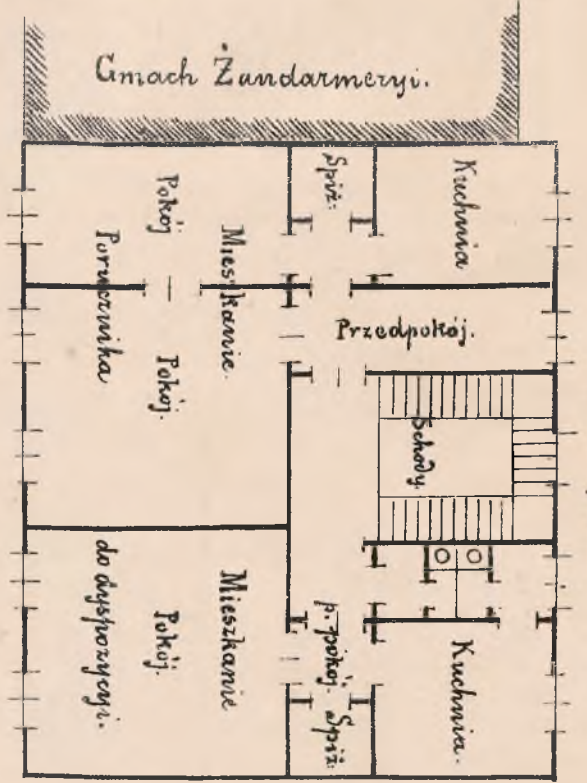 Gmach Żandarmeryi.
Pokój
Mieszkanie.
Porucznika
Pokój.
Spiż:
Kuchnia
Przedpokój.
Schody.
Mieszkanie
Pokój.
do dyspozycyi.
p. pokój.
Spiż:
Kuchnia.